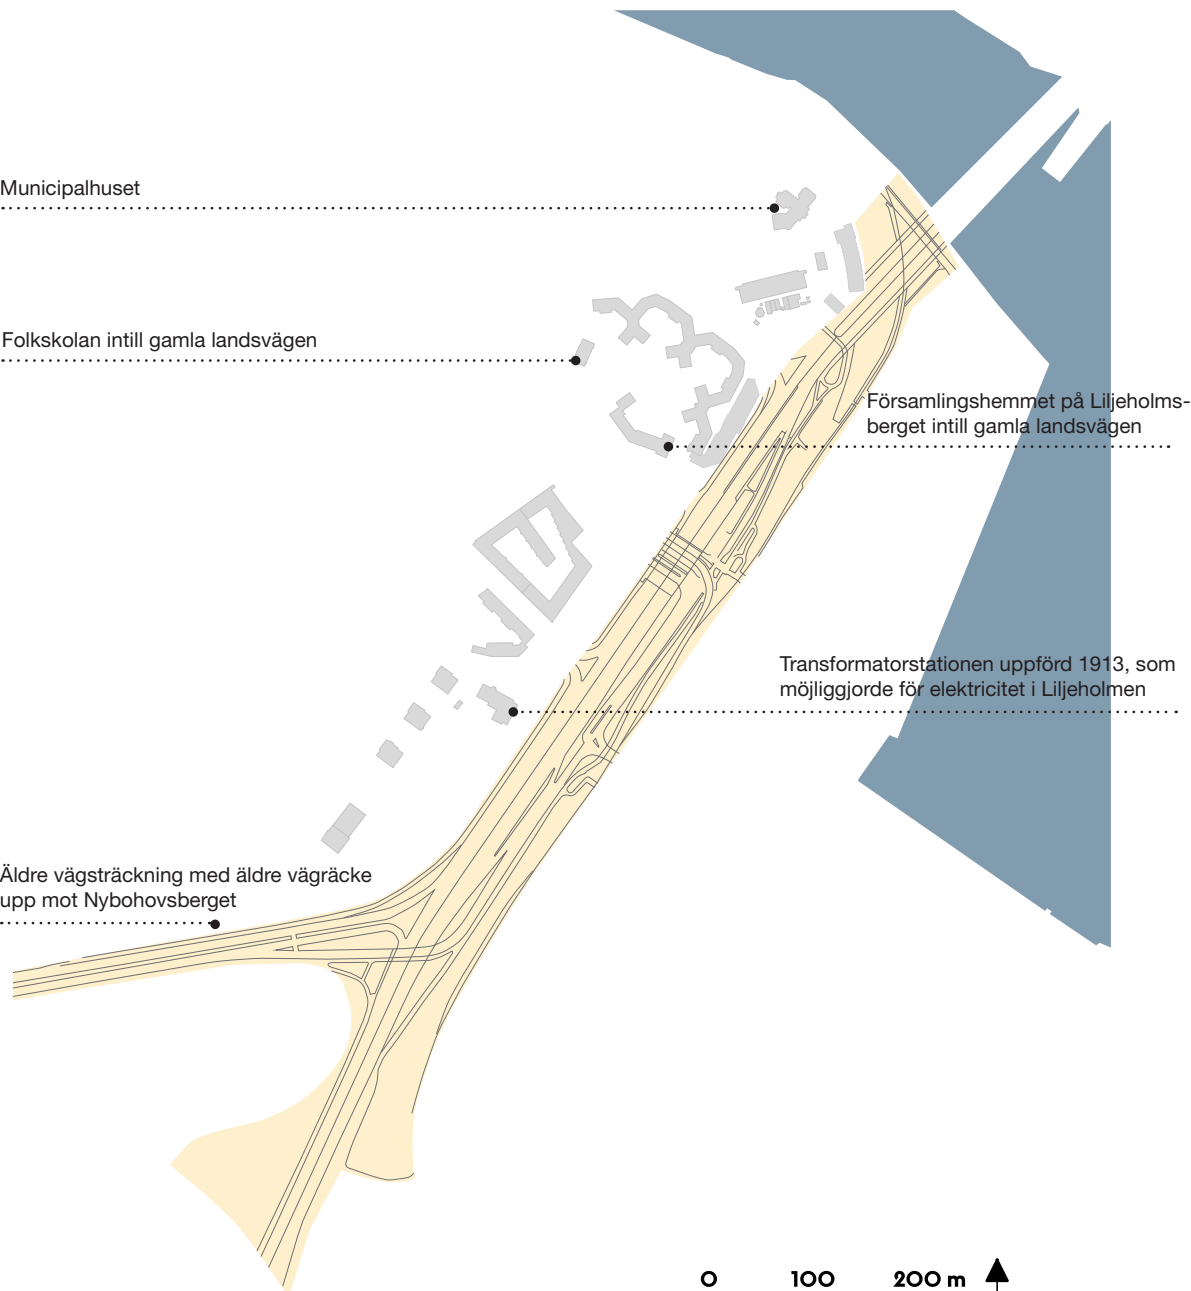 Municipalhuset
Folkskolan intill gamla landsvägen
Församlingshemmet på Liljeholms-
berget intill gamla landsvägen
Transformatorstationen uppförd 1913, som
möjliggjorde för elektricitet i Liljeholmen
Äldre vägsträckning med äldre vägräcke
upp mot Nybohovsberget
0 100 200 m